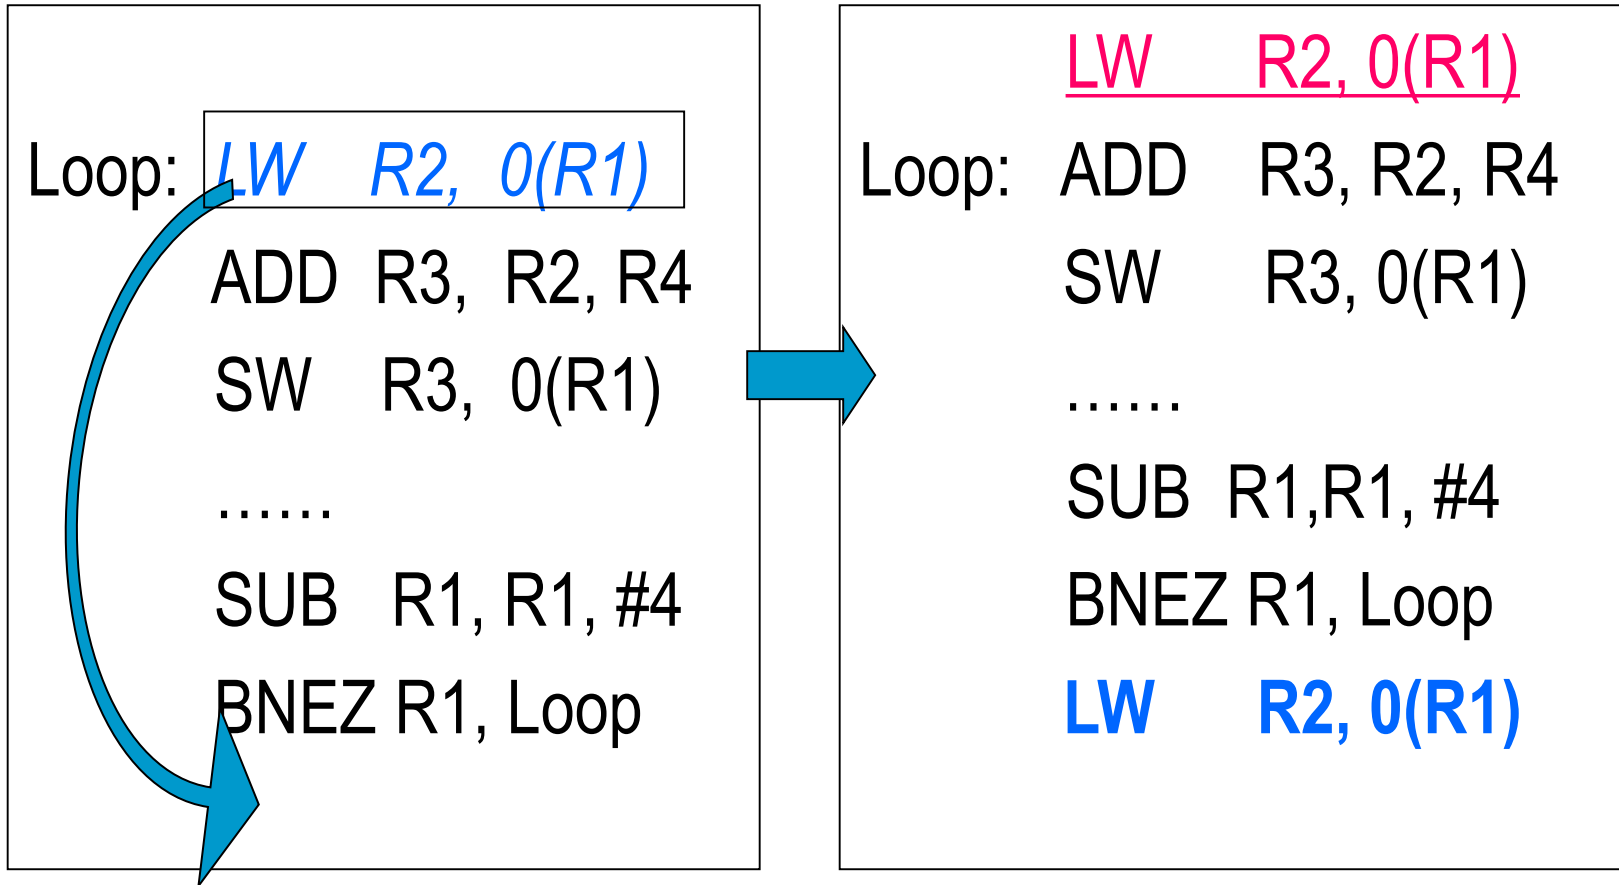 Loop: LW R2, 0(R1)
ADD R3, R2, R4
SW R3, 0(R1)
......
SUB R1, R1, #4
BNEZ R1, Loop
LW R2, 0(R1)
Loop: ADD R3, R2, R4
SW R3, 0(R1)
......
SUB R1,R1, #4
BNEZ R1, Loop
LW R2, 0(R1)